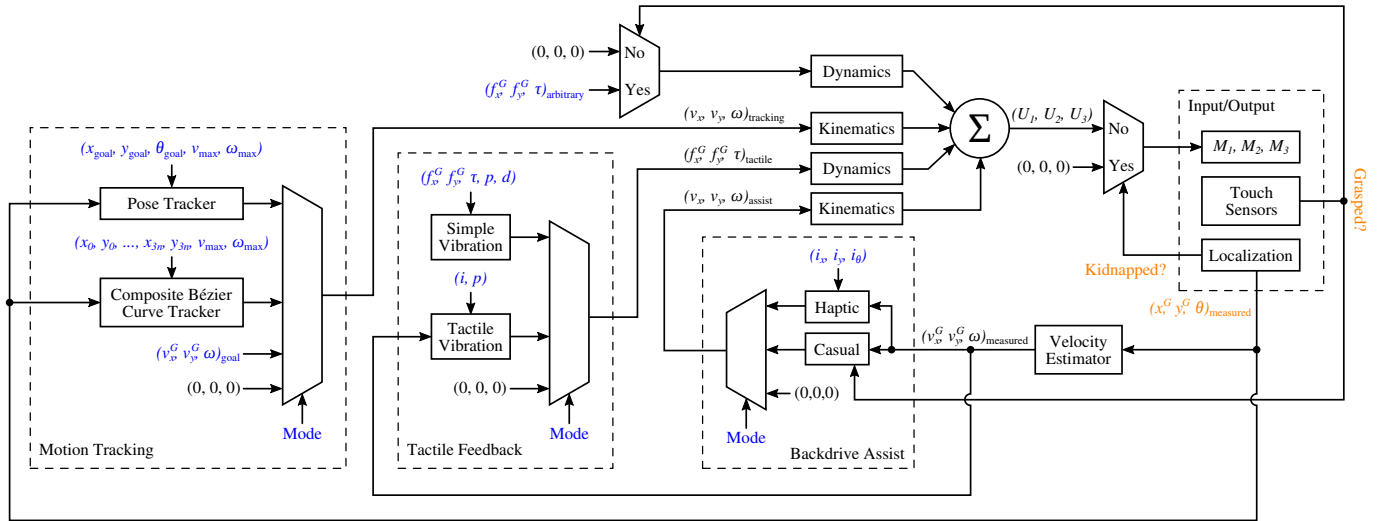 (0, 0, 0)
No
(f_x^G, f_y^G, τ)_arbitrary
Yes
Dynamics
(v_x, v_y, ω)_tracking
Kinematics
(f_x^G, f_y^G, τ)_tactile
Dynamics
(v_x, v_y, ω)_assist
Kinematics
Σ
(U_1, U_2, U_3)
No
(0, 0, 0)
Yes
Input/Output
M_1, M_2, M_3
Touch
Sensors
Localization
Grasped?
Kidnapped?
(x^G, y^G, θ)_measured
(x_goal, y_goal, θ_goal, v_max, ω_max)
Pose Tracker
(x_0, y_0, ..., x_3n, y_3n, v_max, ω_max)
Composite Bézier
Curve Tracker
(v_x^G, v_y^G, ω)_goal
(0, 0, 0)
Mode
Motion Tracking
(f_x^G, f_y^G, τ, p, d)
Simple
Vibration
(i, p)
Tactile
Vibration
(0, 0, 0)
Mode
Tactile Feedback
(i_x, i_y, i_θ)
Haptic
Casual
(0,0,0)
Mode
Backdrive Assist
(v_x^G, v_y^G, ω)_measured
Velocity
Estimator